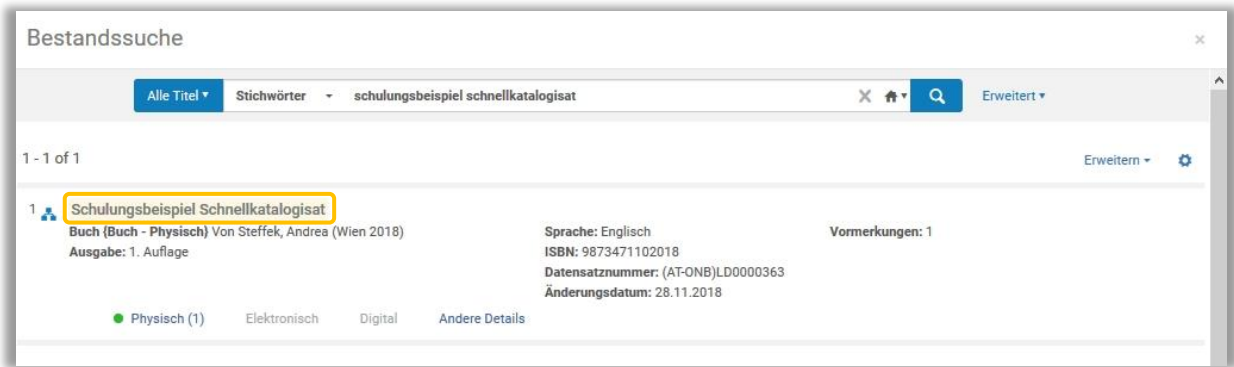 Bestandssuche ×
Alle Titel Stichwörter schulungsbeispiel schnellkatalogisat Erweitert
1 - 1 of 1 Erweitern
1 Schulungsbeispiel Schnellkatalogisat
Buch {Buch - Physisch} Von Steffek, Andrea (Wien 2018) Sprache: Englisch Vormerkungen: 1
Ausgabe: 1. Auflage ISBN: 9873471102018
Datensatznummer: (AT-ONB)LD0000363
Änderungsdatum: 28.11.2018
Physisch (1) Elektronisch Digital Andere Details